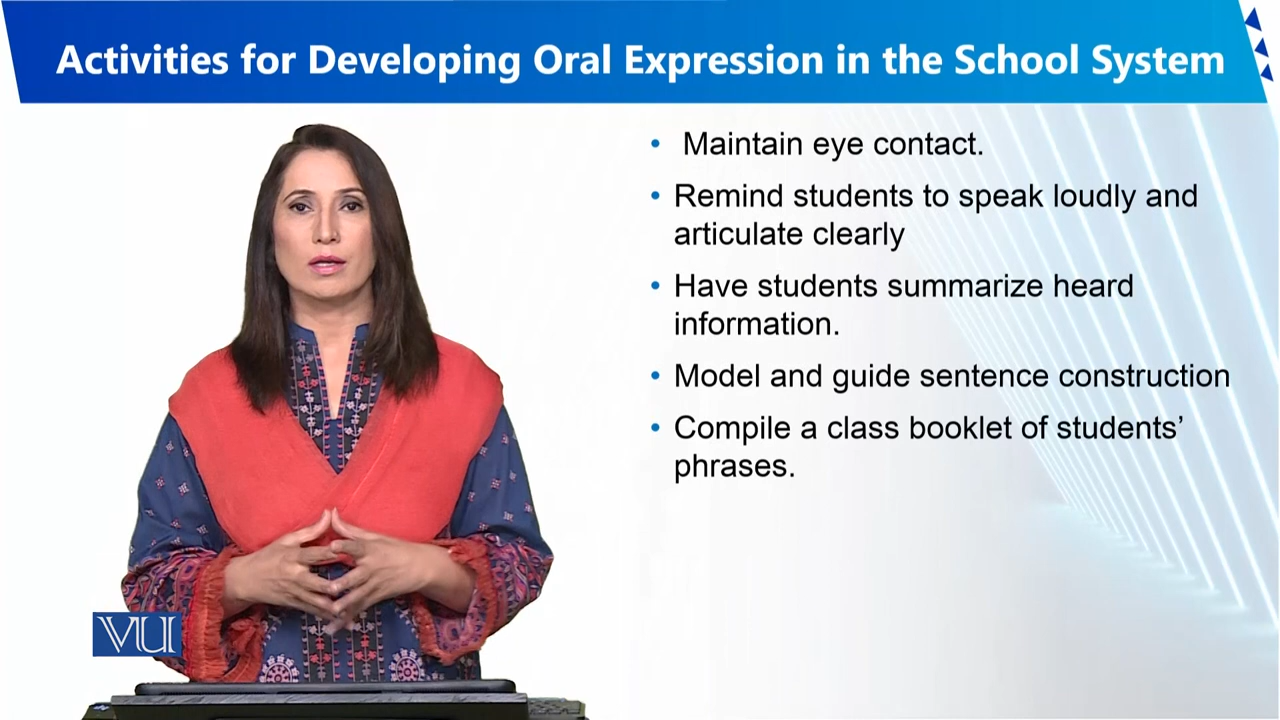 Activities for Developing Oral Expression in the School System
• Maintain eye contact.
• Remind students to speak loudly and
articulate clearly
• Have students summarize heard
information.
• Model and guide sentence construction
• Compile a class booklet of students’
phrases.
VU